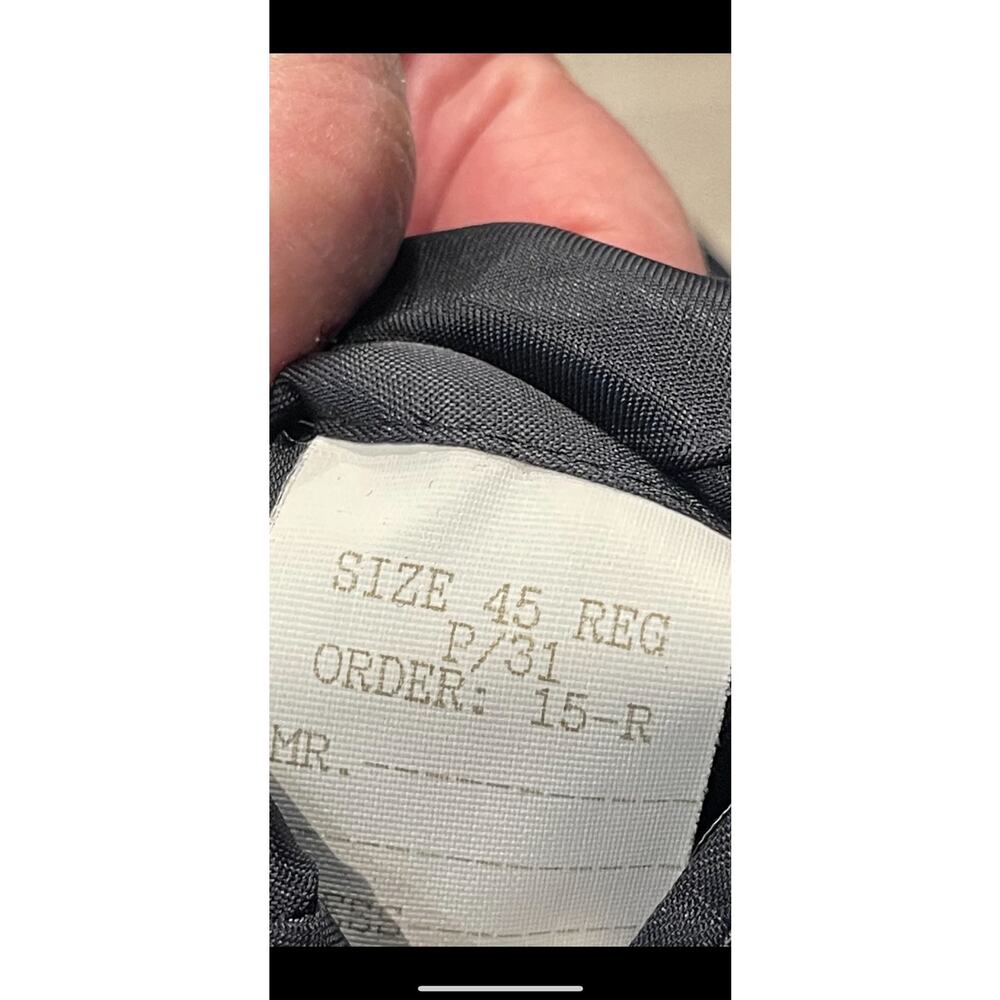 SIZE 45 REG
P/31
ORDER: 15-R
MR.